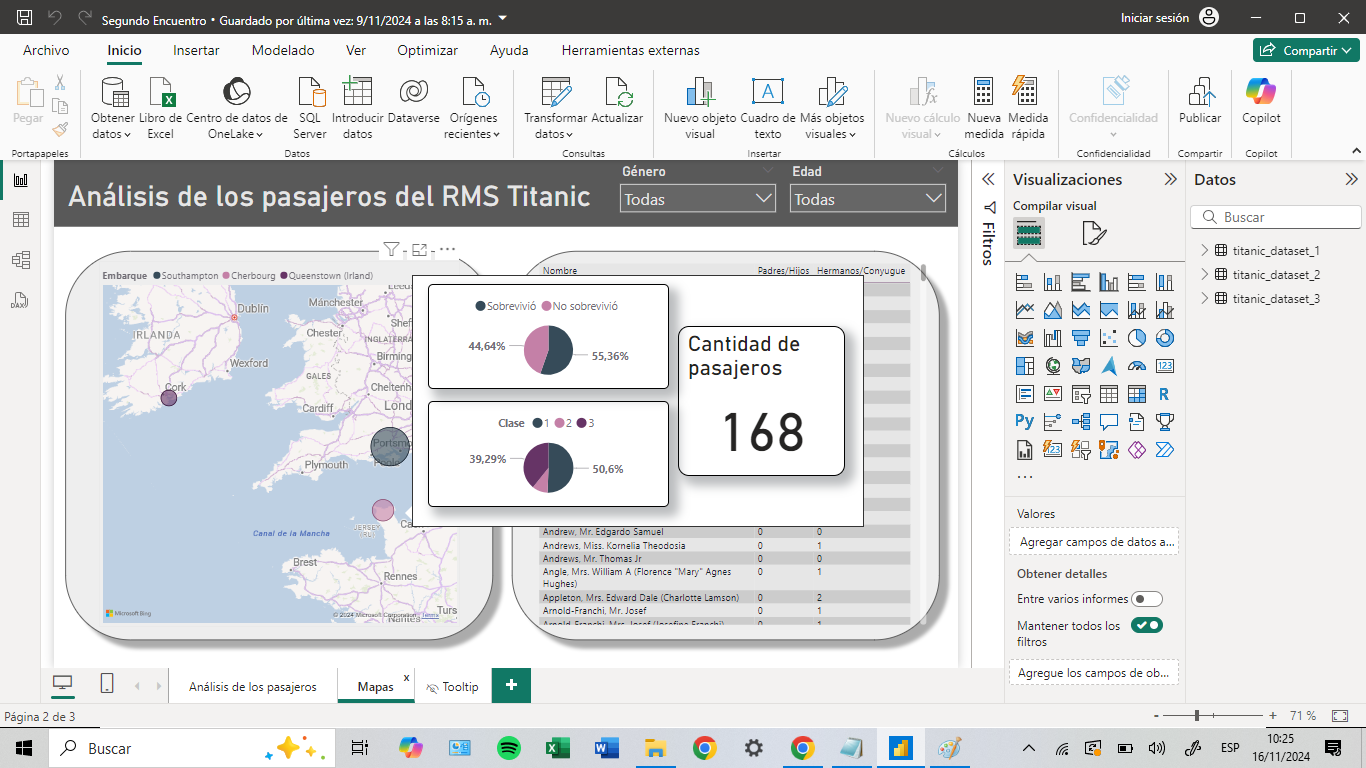 Segundo Encuentro • Guardado por última vez: 9/11/2024 a las 8:15 a. m.
Iniciar sesión
Archivo
Inicio
Insertar
Modelado
Ver
Optimizar
Ayuda
Herramientas externas
Compartir
Pegar
Obtener datos
Libro de Excel
Centro de datos de OneLake
SQL Server
Introducir datos
Dataverse
Orígenes recientes
Transformar datos
Actualizar
Nuevo objeto visual
Cuadro de texto
Más objetos visuales
Nuevo cálculo visual
Nueva medida
Medida rápida
Confidencialidad
Publicar
Copilot
Portapapeles
Datos
Consultas
Insertar
Cálculos
Confidencialidad
Compartir
Copilot
Análisis de los pasajeros del RMS Titanic
Género
Todas
Edad
Todas
Embarque Southampton Cherbourg Queenstown (Irland)
Mánchester
Dublín
IRLANDA
Chester
INGLATERRA
Wexford
Birming
GALES
Cork
Cheltenh
Cardiff
Lond
Portsm
Plymouth
JERSEY
Canal de la Mancha
Brest
Rennes
Nantes
Turs
Microsoft Bing
© 2024 Microsoft Corporation Terms
Nombre Padres/Hijos Hermanos/Conyugue
Sobrevivió No sobrevivió
44,64%
55,36%
Clase 1 2 3
39,29%
50,6%
Cantidad de
pasajeros
168
Andrew, Mr. Edgardo Samuel 0 0
Andrews, Miss. Kornelia Theodosia 0 1
Andrews, Mr. Thomas Jr 0 0
Angle, Mrs. William A (Florence "Mary" Agnes 0 1
Hughes)
Appleton, Mrs. Edward Dale (Charlotte Lamson) 0 2
Arnold-Franchi, Mr. Josef 0 1
Arnold-Franchi, Mrs. Josef (Josefine Franchi) 0 1
Filtros
Visualizaciones
Compilar visual
Valores
Agregar campos de datos a...
Obtener detalles
Entre varios informes
Mantener todos los
filtros
Agregue los campos de ob...
Datos
Buscar
titanic_dataset_1
titanic_dataset_2
titanic_dataset_3
Análisis de los pasajeros
Mapas
x
Tooltip
Página 2 de 3
- + 71 %
Buscar
ESP
10:25
16/11/2024